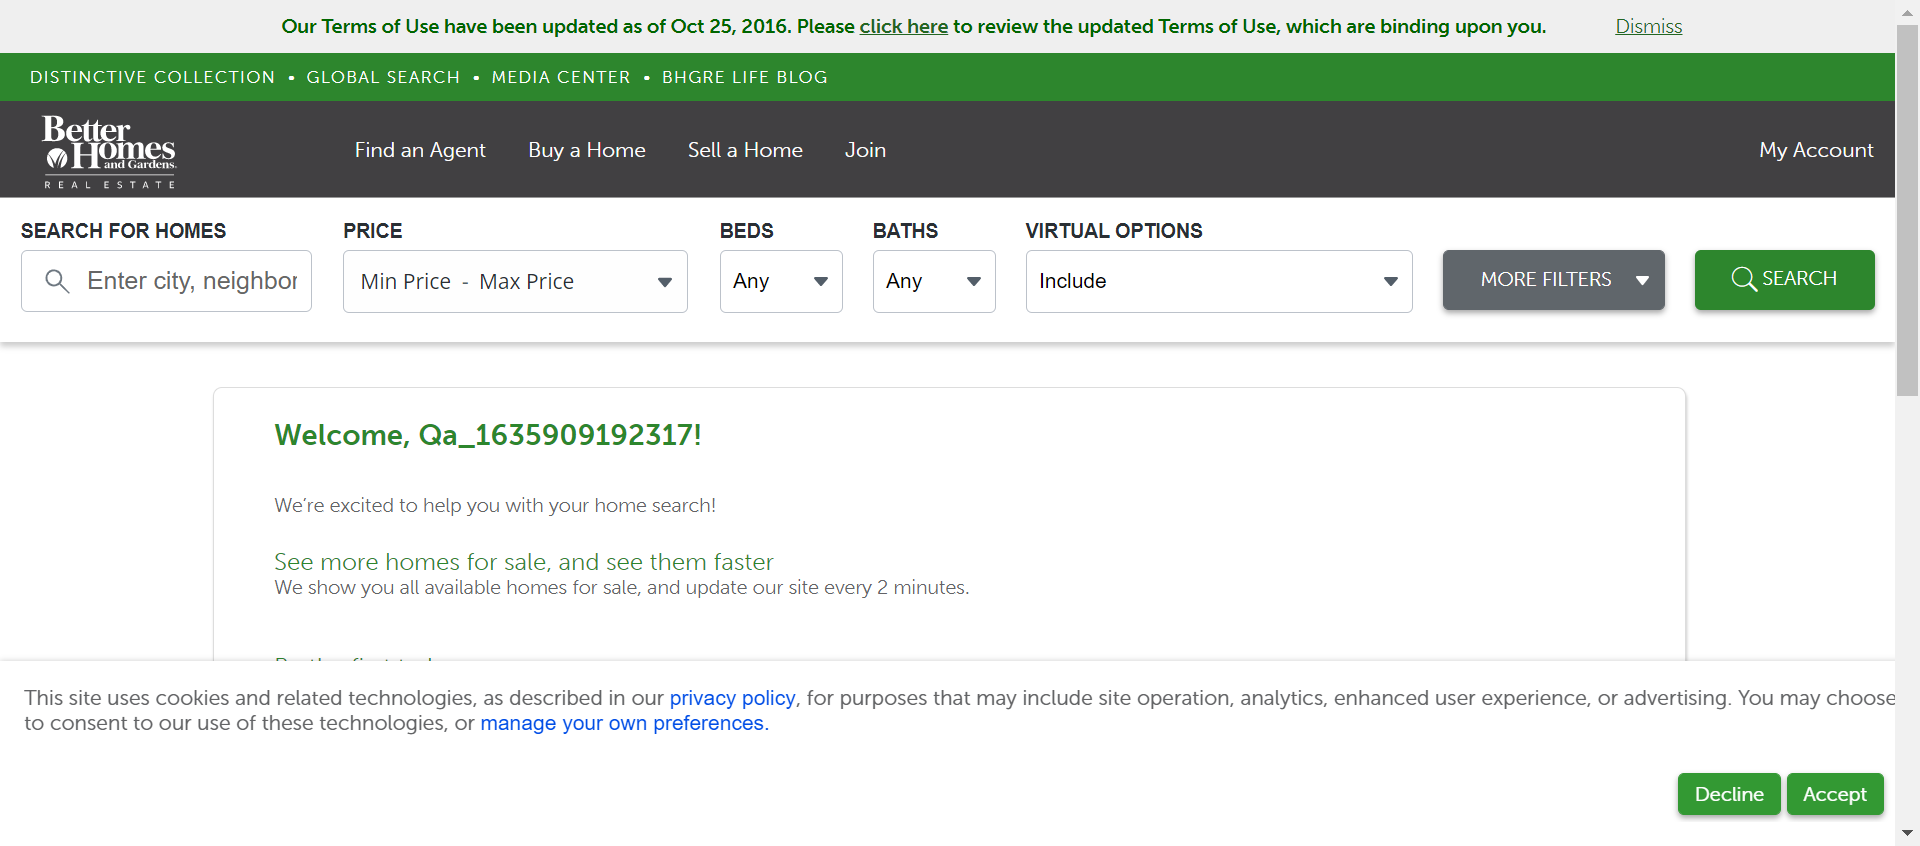 Our Terms of Use have been updated as of Oct 25, 2016. Please click here to review the updated Terms of Use, which are binding upon you. Dismiss
DISTINCTIVE COLLECTION • GLOBAL SEARCH • MEDIA CENTER • BHGRE LIFE BLOG
Better
Homes
and Gardens.
REAL ESTATE
Find an Agent Buy a Home Sell a Home Join My Account
SEARCH FOR HOMES PRICE BEDS BATHS VIRTUAL OPTIONS
Enter city, neighbor Min Price - Max Price Any Any Include MORE FILTERS SEARCH
Welcome, Qa_1635909192317!
We're excited to help you with your home search!
See more homes for sale, and see them faster
We show you all available homes for sale, and update our site every 2 minutes.
This site uses cookies and related technologies, as described in our privacy policy, for purposes that may include site operation, analytics, enhanced user experience, or advertising. You may choose
to consent to our use of these technologies, or manage your own preferences.
Decline Accept